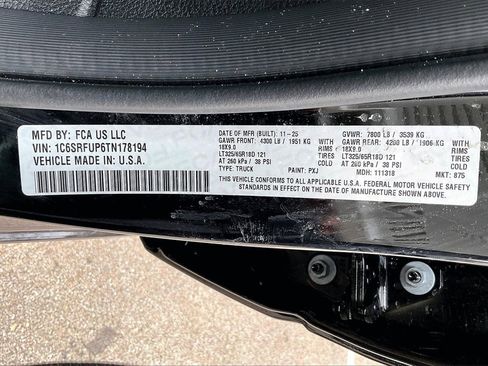 MFD BY: FCA US LLC
VIN: 1C6SRFUP6TN178194
VEHICLE MADE IN U.S.A.
DATE OF MFR (BUILT): 11-25 GVWR: 7800 LB / 3539 KG
GAWR FRONT: 4300 LB / 1951 KG WITH GAWR REAR: 4200 LB / 1906 KG WITH
18X9.0 RIMS 18X9.0 RIMS
LT325/65R18D 121 TIRES LT325/65R18D 121 TIRES
AT 260 kPa / 38 PSI COLD AT 260 kPa / 38 PSI COLD
TYPE: TRUCK PAINT: PXJ MDH: 111318 MKT: 875
THIS VEHICLE CONFORMS TO ALL APPLICABLE U.S.A. FEDERAL MOTOR VEHICLE SAFETY
STANDARDS IN EFFECT ON THE DATE OF MANUFACTURE SHOWN ABOVE.